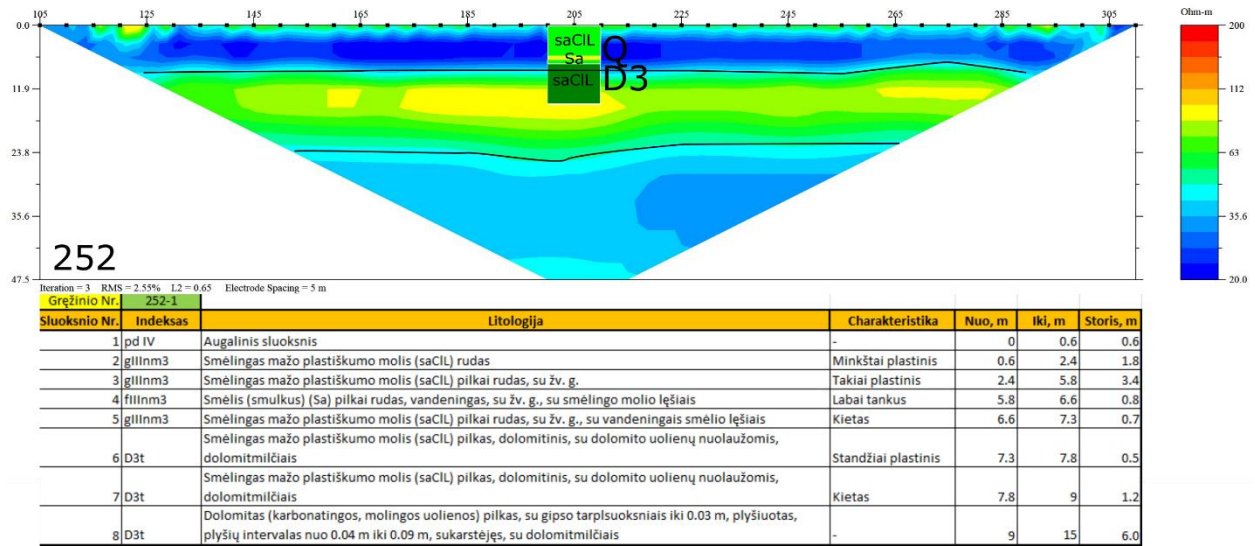 Ohm-m
105 125 145 165 185 205 225 245 265 285 305
0.0
11.9
23.8
35.6
47.5
saClL
Sa
saClL
Q
D3
200
112
63
36
20.0
252
Iteration = 3 RMS = 2.55% L2 = 0.65 Electrode Spacing = 5 m
Gręžinio Nr. 252-1
Sluoksnio Nr. Indeksas Litologija Charakteristika Nuo, m Iki, m Storis, m
1 pd IV Augalinis sluoksnis - 0 0.6 0.6
2 gIIInm3 Smėlingas mažo plastiškumo molis (saClL) rudas Minkštai plastinis 0.6 2.4 1.8
3 gIIInm3 Smėlingas mažo plastiškumo molis (saClL) pilkai rudas, su žv. g. Takiai plastinis 2.4 5.8 3.4
4 fIIInm3 Smėlis (smulkus) (Sa) pilkai rudas, vandeningas, su žv. g., su smėlingo molio lęšiais Labai tankus 5.8 6.6 0.8
5 gIIInm3 Smėlingas mažo plastiškumo molis (saClL) pilkai rudas, su žv. g., su vandeningais smėlio lęšiais Kietas 6.6 7.3 0.7
Smėlingas mažo plastiškumo molis (saClL) pilkas, dolomitinis, su dolomito uolienų nuolaužomis,
6 D3t dolomitmilčiais Standžiai plastinis 7.3 7.8 0.5
Smėlingas mažo plastiškumo molis (saClL) pilkas, dolomitinis, su dolomito uolienų nuolaužomis,
7 D3t dolomitmilčiais Kietas 7.8 9 1.2
Dolomitas (karbonatingos, molingos uolienos) pilkas, su gipso tarplsuoksniais iki 0.03 m, plyšiuotas,
8 D3t plyšių intervalas nuo 0.04 m iki 0.09 m, sukarstėjęs, su dolomitmilčiais - 9 15 6.0